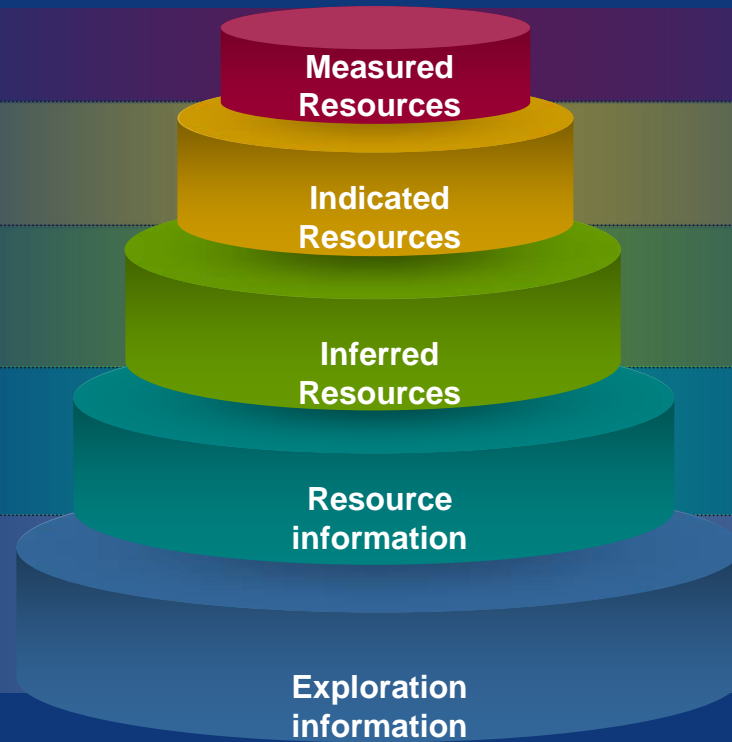 Measured
Resources
Indicated
Resources
Inferred
Resources
Resource
information
Exploration
information